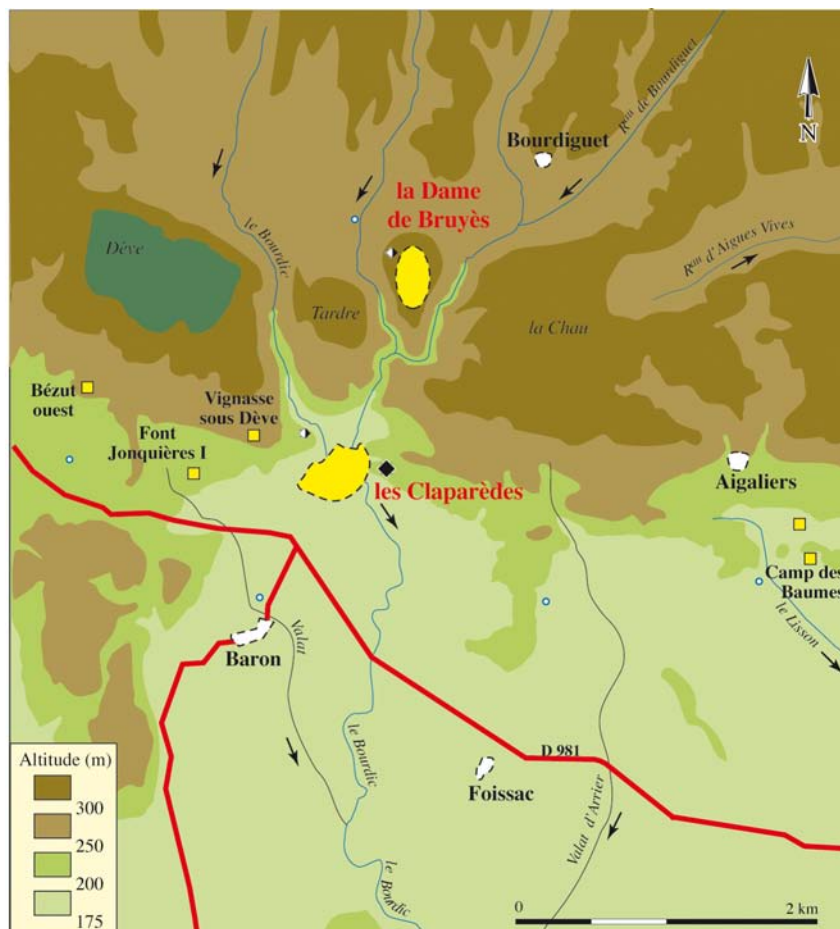 Rau de Bourdiguet
N
Bourdiguet
la Dame
de Bruyès
le Bourdic
Dève
Rau d'Aigues Vives
Tardre
la Chau
Bézut
ouest
Vignasse
sous Dève
Font
Jonquières I
les Claparèdes
Aigaliers
Camp des
Baumes
le Lisson
Valat
Baron
le Bourdic
D 981
Foissac
Valat d'Arrier
Altitude (m)
300
250
200
175
le Bourdic
0
2 km